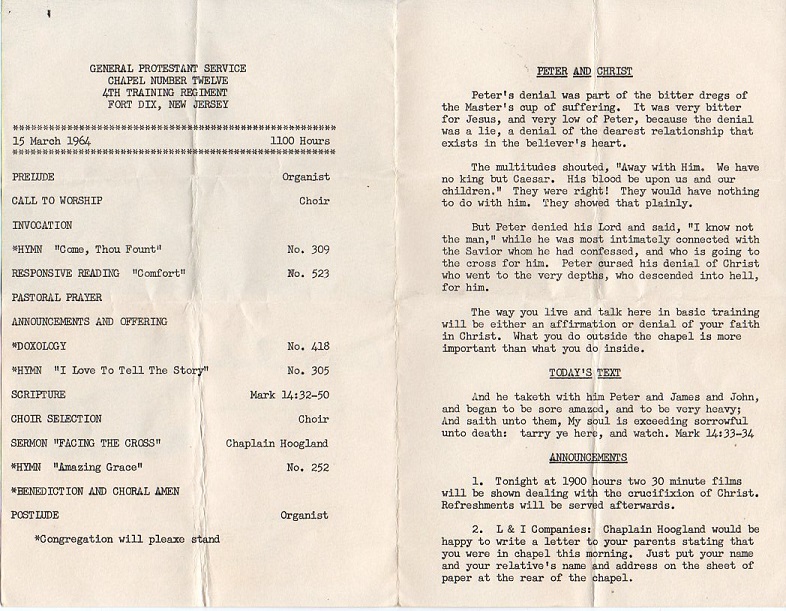 GENERAL PROTESTANT SERVICE
CHAPEL NUMBER TWELVE
4TH TRAINING REGIMENT
FORT DIX, NEW JERSEY
********************************************************
15 March 1964 1100 Hours
********************************************************
PRELUDE Organist
CALL TO WORSHIP Choir
INVOCATION
*HYMN "Come, Thou Fount" No. 309
RESPONSIVE READING "Comfort" No. 523
PASTORAL PRAYER
ANNOUNCEMENTS AND OFFERING
*DOXOLOGY No. 418
*HYMN "I Love To Tell The Story" No. 305
SCRIPTURE Mark 14:32-50
CHOIR SELECTION Choir
SERMON "FACING THE CROSS" Chaplain Hoogland
*HYMN "Amazing Grace" No. 252
*BENEDICTION AND CHORAL AMEN
POSTLUDE Organist
*Congregation will pleaxe stand
PETER AND CHRIST
Peter's denial was part of the bitter dregs of
the Master's cup of suffering. It was very bitter
for Jesus, and very low of Peter, because the denial
was a lie, a denial of the dearest relationship that
exists in the believer's heart.
The multitudes shouted, "Away with Him. We have
no king but Caesar. His blood be upon us and our
children." They were right! They would have nothing
to do with him. They showed that plainly.
But Peter denied his Lord and said, "I know not
the man," while he was most intimately connected with
the Savior whom he had confessed, and who is going to
the cross for him. Peter cursed his denial of Christ
who went to the very depths, who descended into hell,
for him.
The way you live and talk here in basic training
will be either an affirmation or denial of your faith
in Christ. What you do outside the chapel is more
important than what you do inside.
TODAY'S TEXT
And he taketh with him Peter and James and John,
and began to be sore amazed, and to be very heavy;
And saith unto them, My soul is exceeding sorrowful
unto death: tarry ye here, and watch. Mark 14:33-34
ANNOUNCEMENTS
1. Tonight at 1900 hours two 30 minute films
will be shown dealing with the crucifixion of Christ.
Refreshments will be served afterwards.
2. L & I Companies: Chaplain Hoogland would be
happy to write a letter to your parents stating that
you were in chapel this morning. Just put your name
and your relative's name and address on the sheet of
paper at the rear of the chapel.